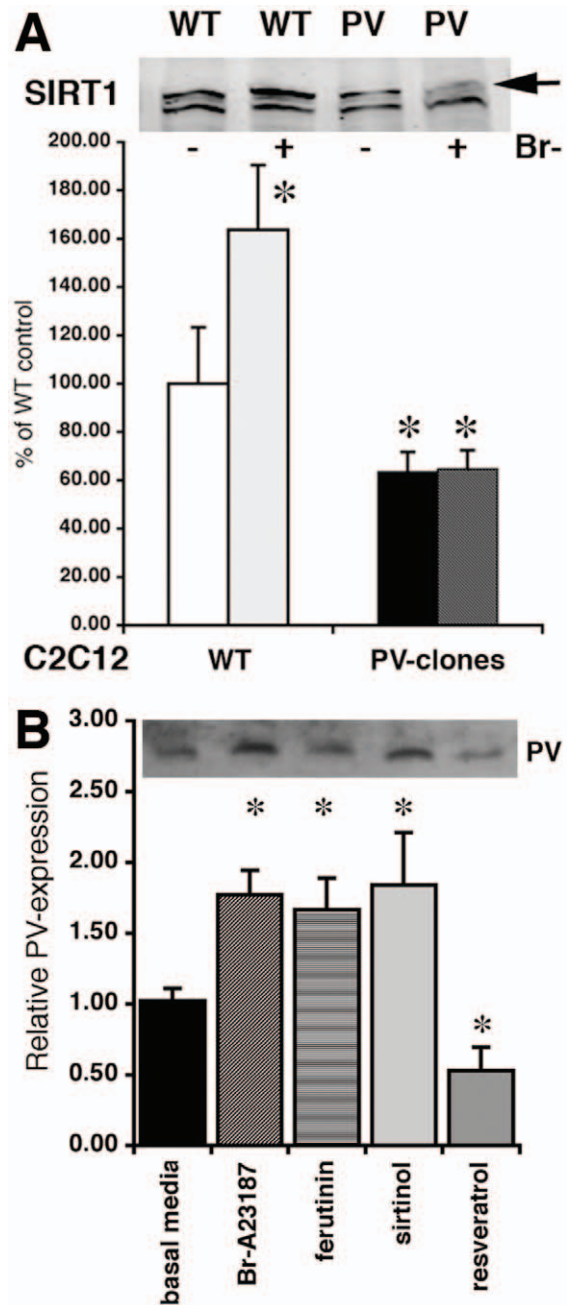 A
WT WT PV PV
SIRT1
- + - + Br-
200.00
180.00
160.00
140.00
120.00
100.00
80.00
60.00
40.00
20.00
0.00
% of WT control
*
* *
C2C12 WT PV-clones
B
PV
3.00
2.50
2.00
1.50
1.00
0.50
0.00
Relative PV-expression
* * *
*
basal media
Br-A23187
ferutinin
sirtinol
resveratrol